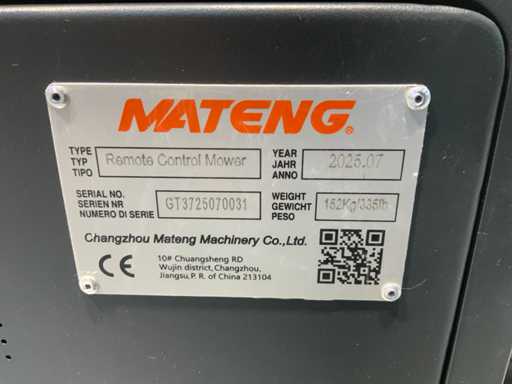 MATENG®
TYPE
TYP
TIPO
Remote Control Mower
YEAR
JAHR
ANNO
2025.07
SERIAL NO.
SERIEN NR
NUMERO DI SERIE
GT3725070031
WEIGHT
GEWICHT
PESO
152Kg/335lb
Changzhou Mateng Machinery Co.,Ltd.
CE
10# Chuangsheng RD
Wujin district,Changzhou,
Jiangsu,P. R. of China 213104